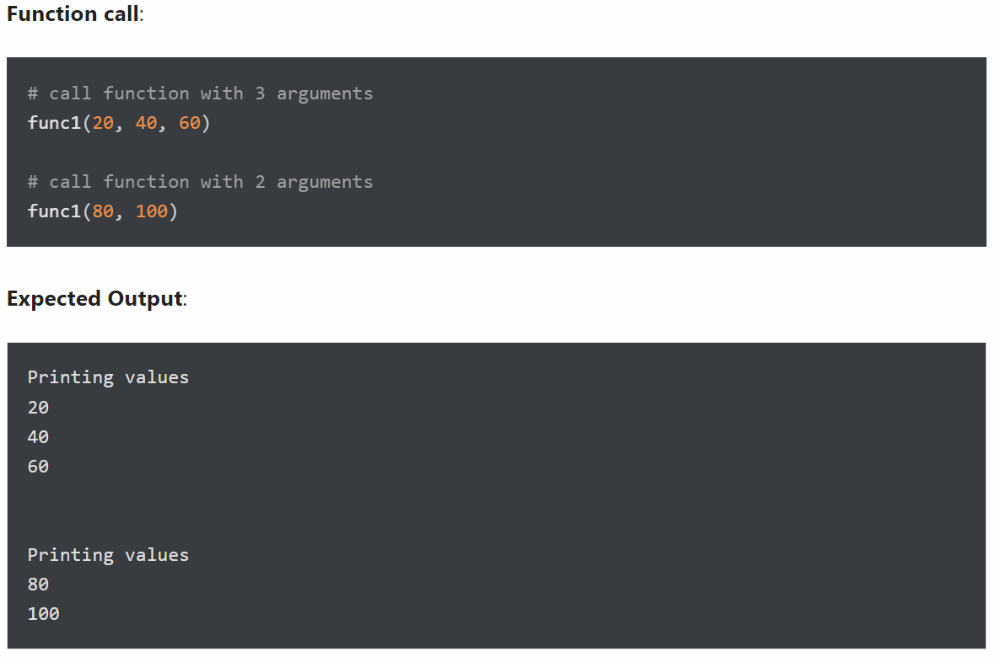 Function call:
# call function with 3 arguments
func1(20, 40, 60)
# call function with 2 arguments
func1(80, 100)
Expected Output:
Printing values
20
40
60
Printing values
80
100